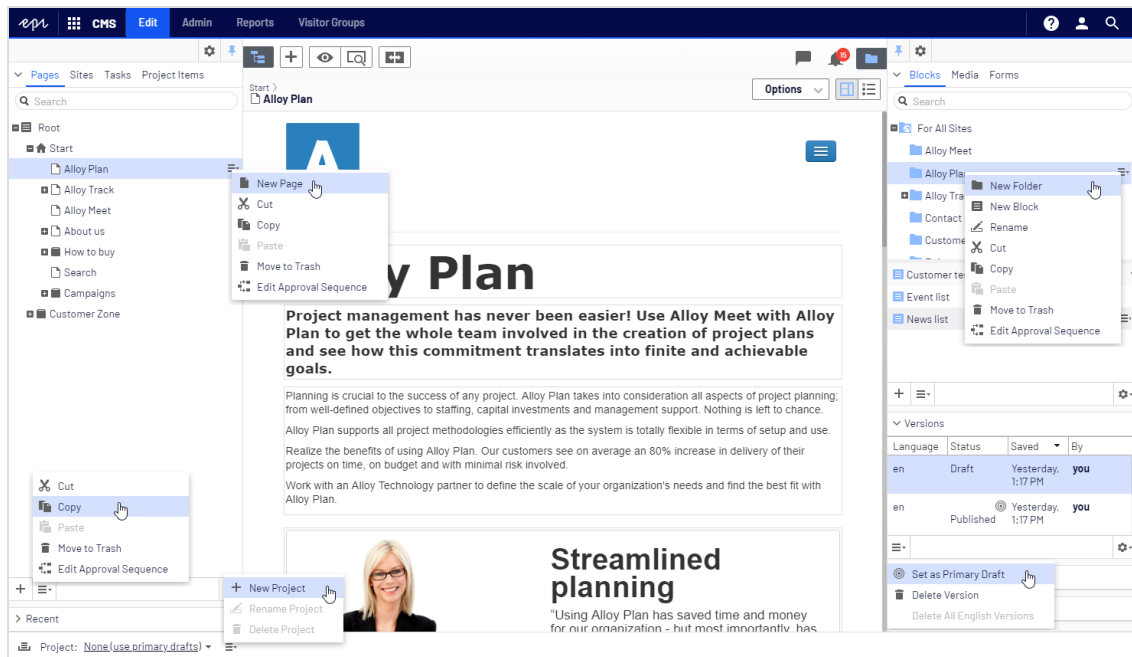 epi CMS Edit Admin Reports Visitor Groups
15
Pages Sites Tasks Project Items
Search
Root
Start
Alloy Plan
Alloy Track
Alloy Meet
About us
How to buy
Search
Campaigns
Customer Zone
New Page
Cut
Copy
Paste
Move to Trash
Edit Approval Sequence
Cut
Copy
Paste
Move to Trash
Edit Approval Sequence
Recent
Project: None (use primary drafts)
New Project
Rename Project
Delete Project
Start
Alloy Plan
Options
A
y Plan
Project management has never been easier! Use Alloy Meet with Alloy
Plan to get the whole team involved in the creation of project plans
and see how this commitment translates into finite and achievable
goals.
Planning is crucial to the success of any project. Alloy Plan takes into consideration all aspects of project planning;
from well-defined objectives to staffing, capital investments and management support. Nothing is left to chance.
Alloy Plan supports all project methodologies efficiently as the system is totally flexible in terms of setup and use.
Realize the benefits of using Alloy Plan. Our customers see on average an 80% increase in delivery of their
projects on time, on budget and with minimal risk involved.
Work with an Alloy Technology partner to define the scale of your organization's needs and find the best fit with
Alloy Plan.
Streamlined
planning
"Using Alloy Plan has saved time and money
for our organization - but most importantly, has
Blocks Media Forms
Search
For All Sites
Alloy Meet
Alloy Plan
Alloy Tra
Contact
Custome
Customer te
Event list
News list
New Folder
New Block
Rename
Cut
Copy
Paste
Move to Trash
Edit Approval Sequence
Versions
Language Status Saved By
en Draft Yesterday, you
1:17 PM
en Published Yesterday, you
1:17 PM
Set as Primary Draft
Delete Version
Delete All English Versions